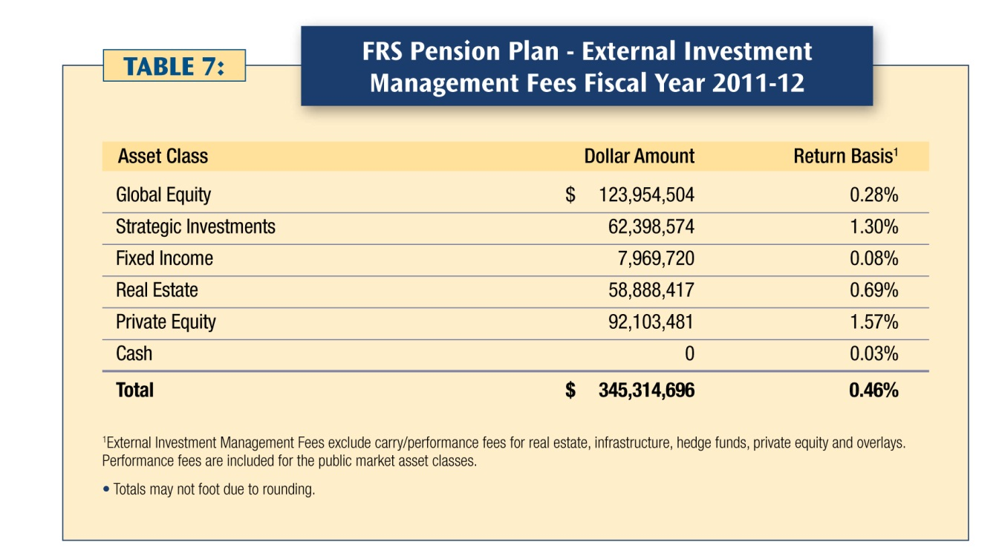 TABLE 7:
FRS Pension Plan - External Investment
Management Fees Fiscal Year 2011-12
Asset Class Dollar Amount Return Basis¹
Global Equity $ 123,954,504 0.28%
Strategic Investments 62,398,574 1.30%
Fixed Income 7,969,720 0.08%
Real Estate 58,888,417 0.69%
Private Equity 92,103,481 1.57%
Cash 0 0.03%
Total $ 345,314,696 0.46%
¹External Investment Management Fees exclude carry/performance fees for real estate, infrastructure, hedge funds, private equity and overlays.
Performance fees are included for the public market asset classes.
• Totals may not foot due to rounding.